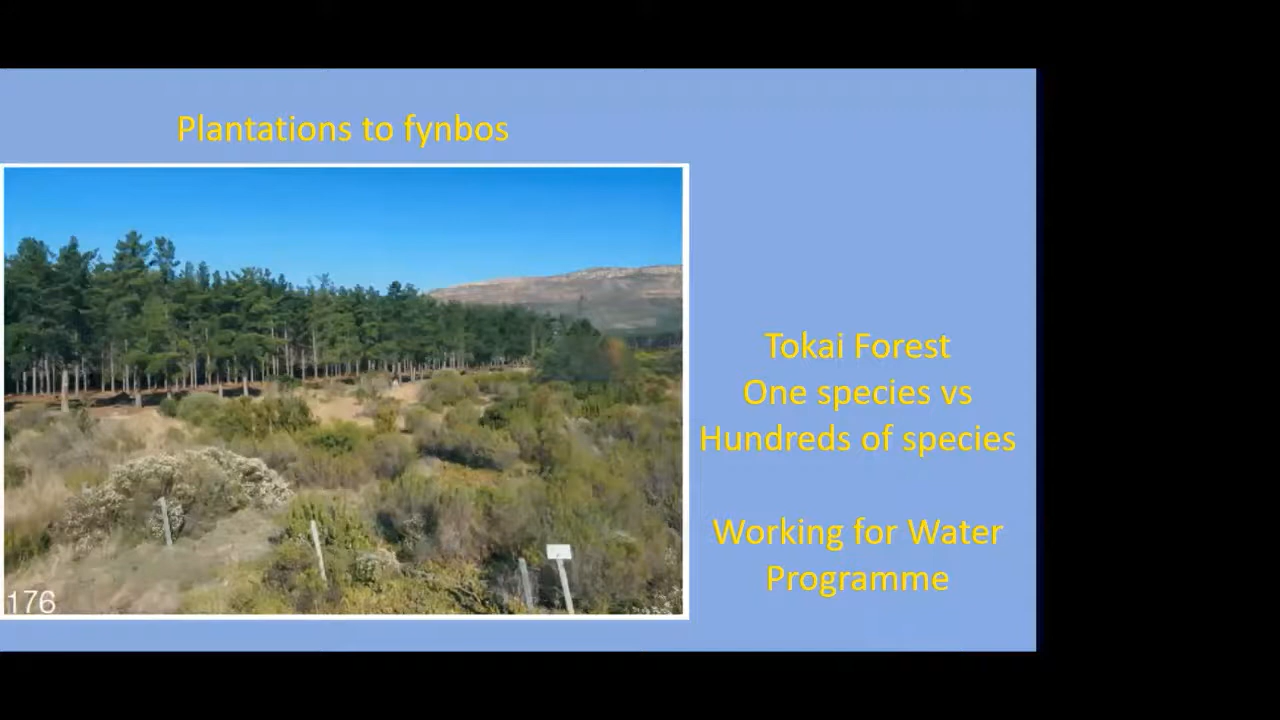 Plantations to fynbos
Tokai Forest
One species vs
Hundreds of species
Working for Water
Programme
176